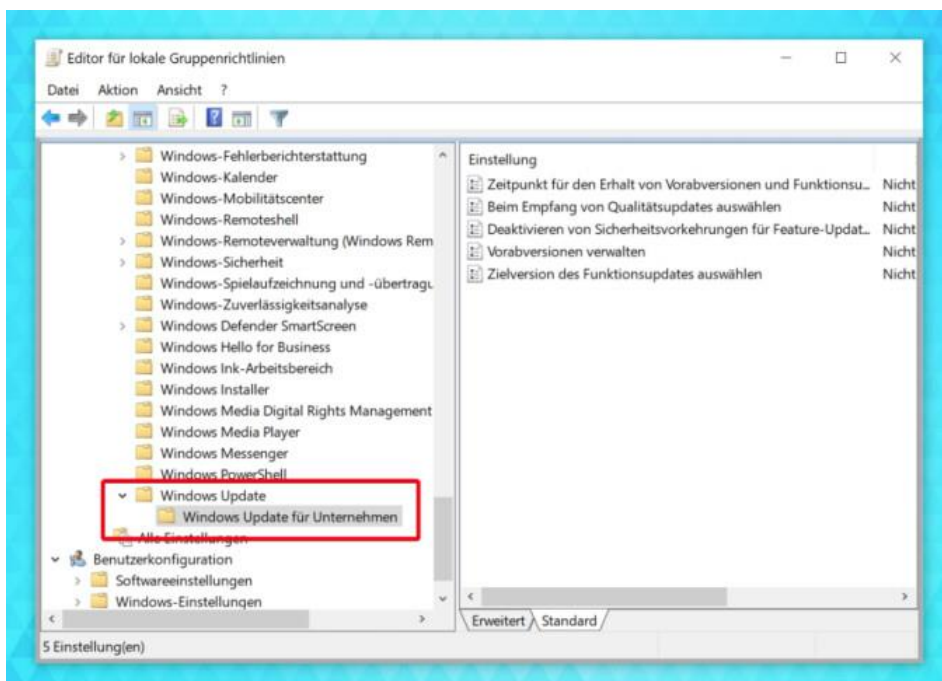 Editor für lokale Gruppenrichtlinien
Datei Aktion Ansicht ?
Windows-Fehlerberichterstattung
Windows-Kalender
Windows-Mobilitätscenter
Windows-Remoteshell
Windows-Remoteverwaltung (Windows Rem
Windows-Sicherheit
Windows-Spielaufzeichnung und -übertragu
Windows-Zuverlässigkeitsanalyse
Windows Defender SmartScreen
Windows Hello for Business
Windows Ink-Arbeitsbereich
Windows Installer
Windows Media Digital Rights Management
Windows Media Player
Windows Messenger
Windows PowerShell
Windows Update
Windows Update für Unternehmen
Alle Einstellungen
Benutzerkonfiguration
Softwareeinstellungen
Windows-Einstellungen
Einstellung
Zeitpunkt für den Erhalt von Vorabversionen und Funktionsu... Nicht
Beim Empfang von Qualitätsupdates auswählen Nicht
Deaktivieren von Sicherheitsvorkehrungen für Feature-Updat... Nicht
Vorabversionen verwalten Nicht
Zielversion des Funktionsupdates auswählen Nicht
Erweitert Standard
5 Einstellung(en)